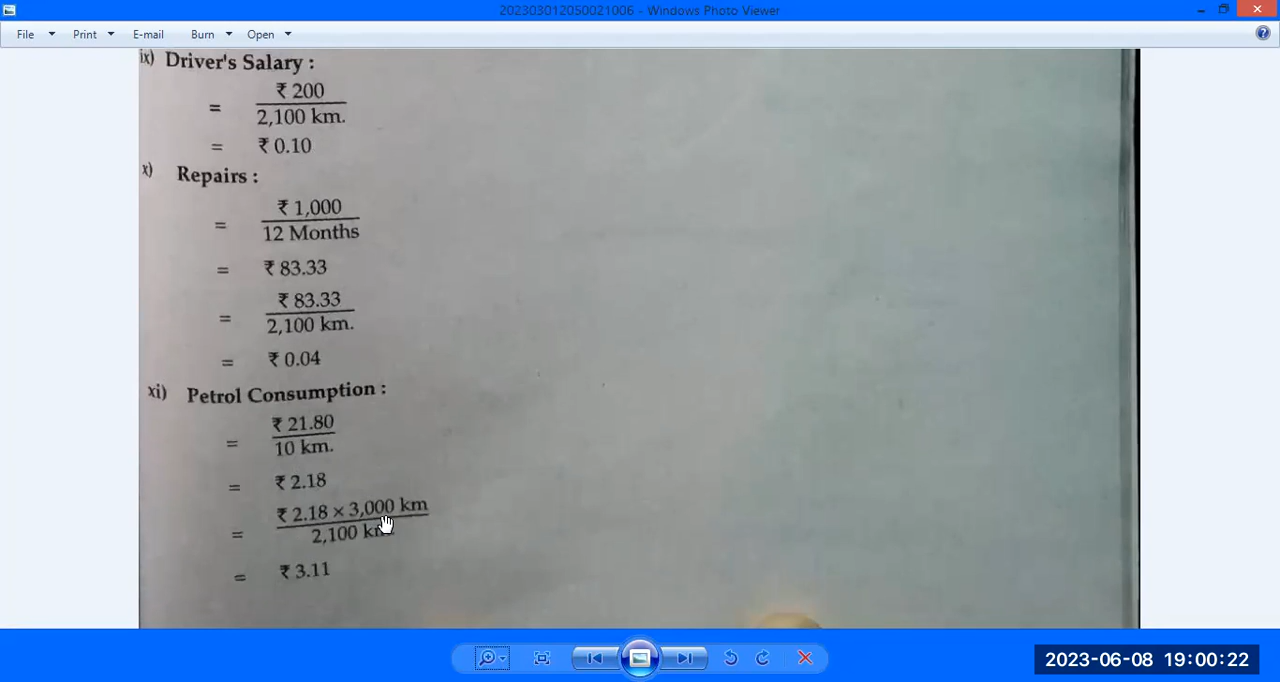 202303012050021006 - Windows Photo Viewer
File Print E-mail Burn Open
ix) Driver's Salary :
= ₹ 200
2,100 km.
= ₹ 0.10
x) Repairs :
= ₹ 1,000
12 Months
= ₹ 83.33
= ₹ 83.33
2,100 km.
= ₹ 0.04
xi) Petrol Consumption :
= ₹ 21.80
10 km.
= ₹ 2.18
= ₹ 2.18 × 3,000 km
2,100 km.
= ₹ 3.11
2023-06-08 19:00:22